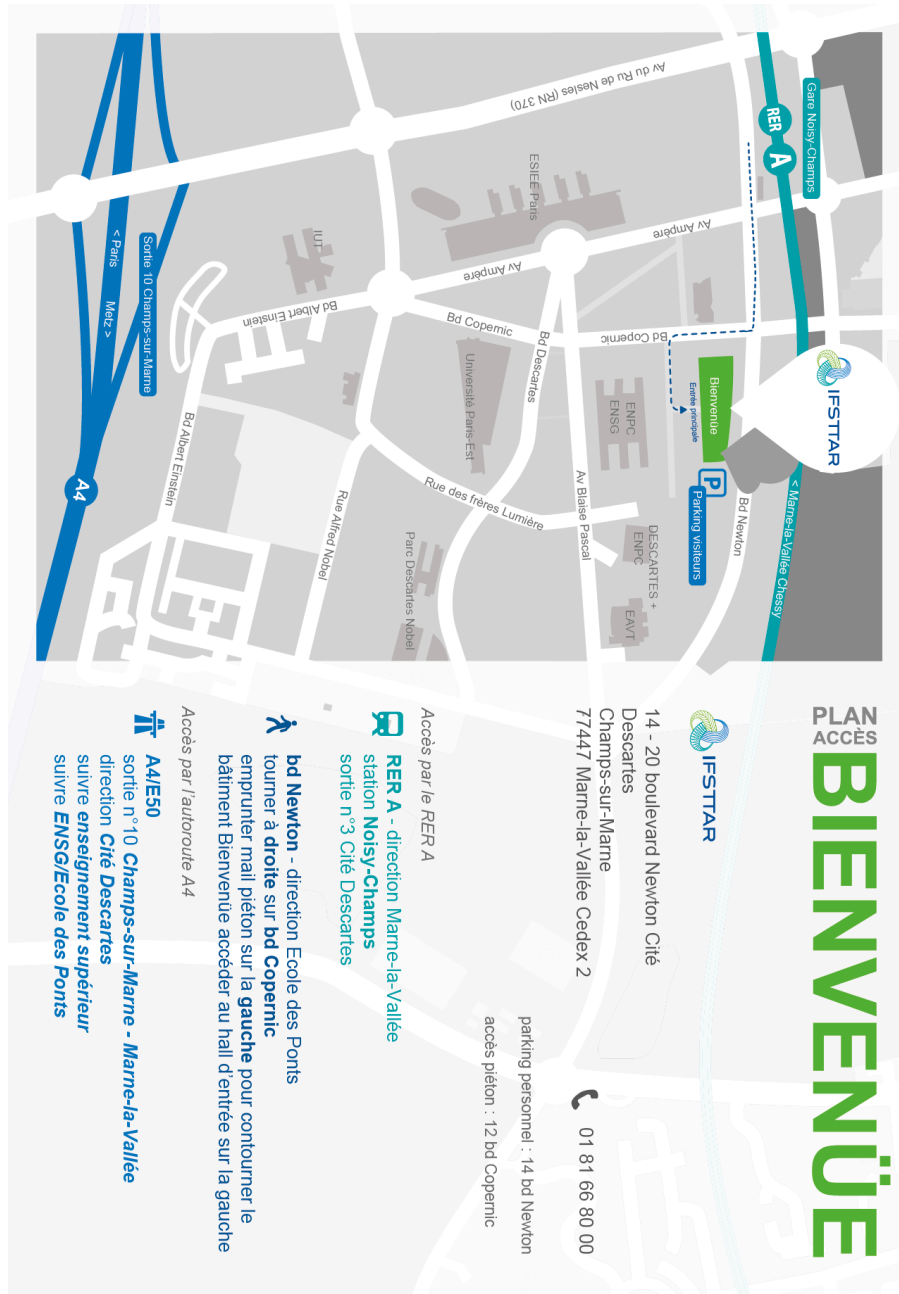 PLAN
ACCÈS
BIENVENÜE
IFSTTAR
14 - 20 boulevard Newton Cité
Descartes
Champs-sur-Marne
77447 Marne-la-Vallée Cedex 2
01 81 66 80 00
parking personnel : 14 bd Newton
accès piéton : 12 bd Copernic
Accès par le RER A
RER A - direction Marne-la-Vallée
station Noisy-Champs
sortie n°3 Cité Descartes
bd Newton - direction Ecole des Ponts
tourner à droite sur bd Copernic
emprunter mail piéton sur la gauche pour contourner le
bâtiment Bienvenüe accéder au hall d'entrée sur la gauche
Accès par l'autoroute A4
A4/E50
sortie n°10 Champs-sur-Marne - Marne-la-Vallée
direction Cité Descartes
suivre enseignement supérieur
suivre ENSG/Ecole des Ponts
Gare Noisy-Champs
RER A
IFSTTAR
< Marne-la-Vallée Chessy
Av du Ru de Nesles (RN 370)
ESIEE Paris
Av Ampère
Bd Copernic
Bienvenüe
Entrée principale
P
Parking visiteurs
Bd Newton
ENPC
ENSG
DESCARTES +
ENPC
EAVT
Av Blaise Pascal
Av Ampère
Bd Copernic
Bd Descartes
Université Paris-Est
Rue des frères Lumière
Parc Descartes Nobel
IUT
Bd Albert Einstein
Rue Alfred Nobel
Bd Albert Einstein
Sortie 10 Champs-sur-Marne
< Paris
Metz >
A4